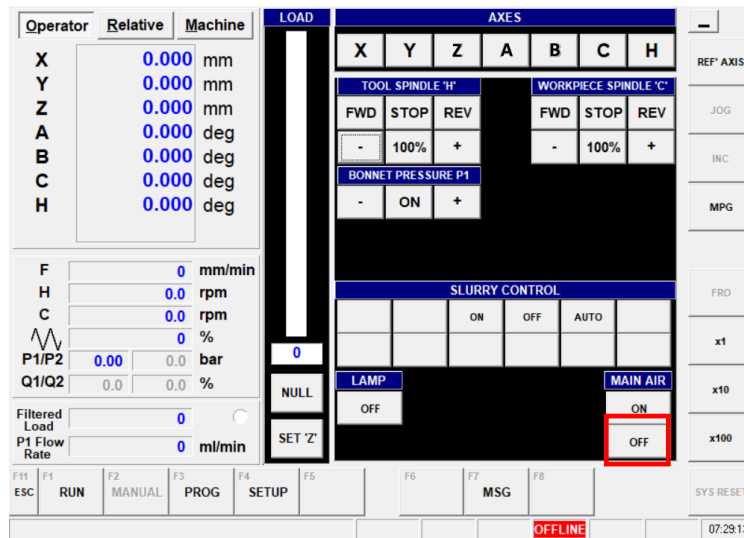 Operator Relative Machine
X 0.000 mm
Y 0.000 mm
Z 0.000 mm
A 0.000 deg
B 0.000 deg
C 0.000 deg
H 0.000 deg
F 0 mm/min
H 0.0 rpm
C 0.0 rpm
0 %
P1/P2 0.00 0.0 bar
Q1/Q2 0.0 0.0 %
Filtered
Load 0
P1 Flow
Rate 0 ml/min
LOAD
0
NULL
SET 'Z'
AXES
X Y Z A B C H
TOOL SPINDLE 'H' WORKPIECE SPINDLE 'C'
FWD STOP REV FWD STOP REV
- 100% + - 100% +
BONNET PRESSURE P1
- ON +
SLURRY CONTROL
ON OFF AUTO
LAMP MAIN AIR
OFF ON
OFF
REF' AXIS
JOG
INC
MPG
FRO
x1
x10
x100
SYS RESET
F11 F1 F2 F3 F4 F5 F6 F7 F8
ESC RUN MANUAL PROG SETUP MSG
OFFLINE 07:29:13